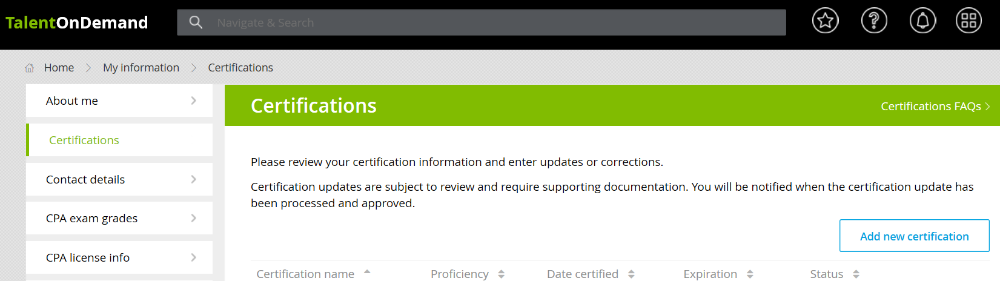 TalentOnDemand
Navigate & Search
Home
My information
Certifications
About me
Certifications
Contact details
CPA exam grades
CPA license info
Certifications
Certifications FAQs
Please review your certification information and enter updates or corrections.
Certification updates are subject to review and require supporting documentation. You will be notified when the certification update has
been processed and approved.
Add new certification
Certification name
Proficiency
Date certified
Expiration
Status